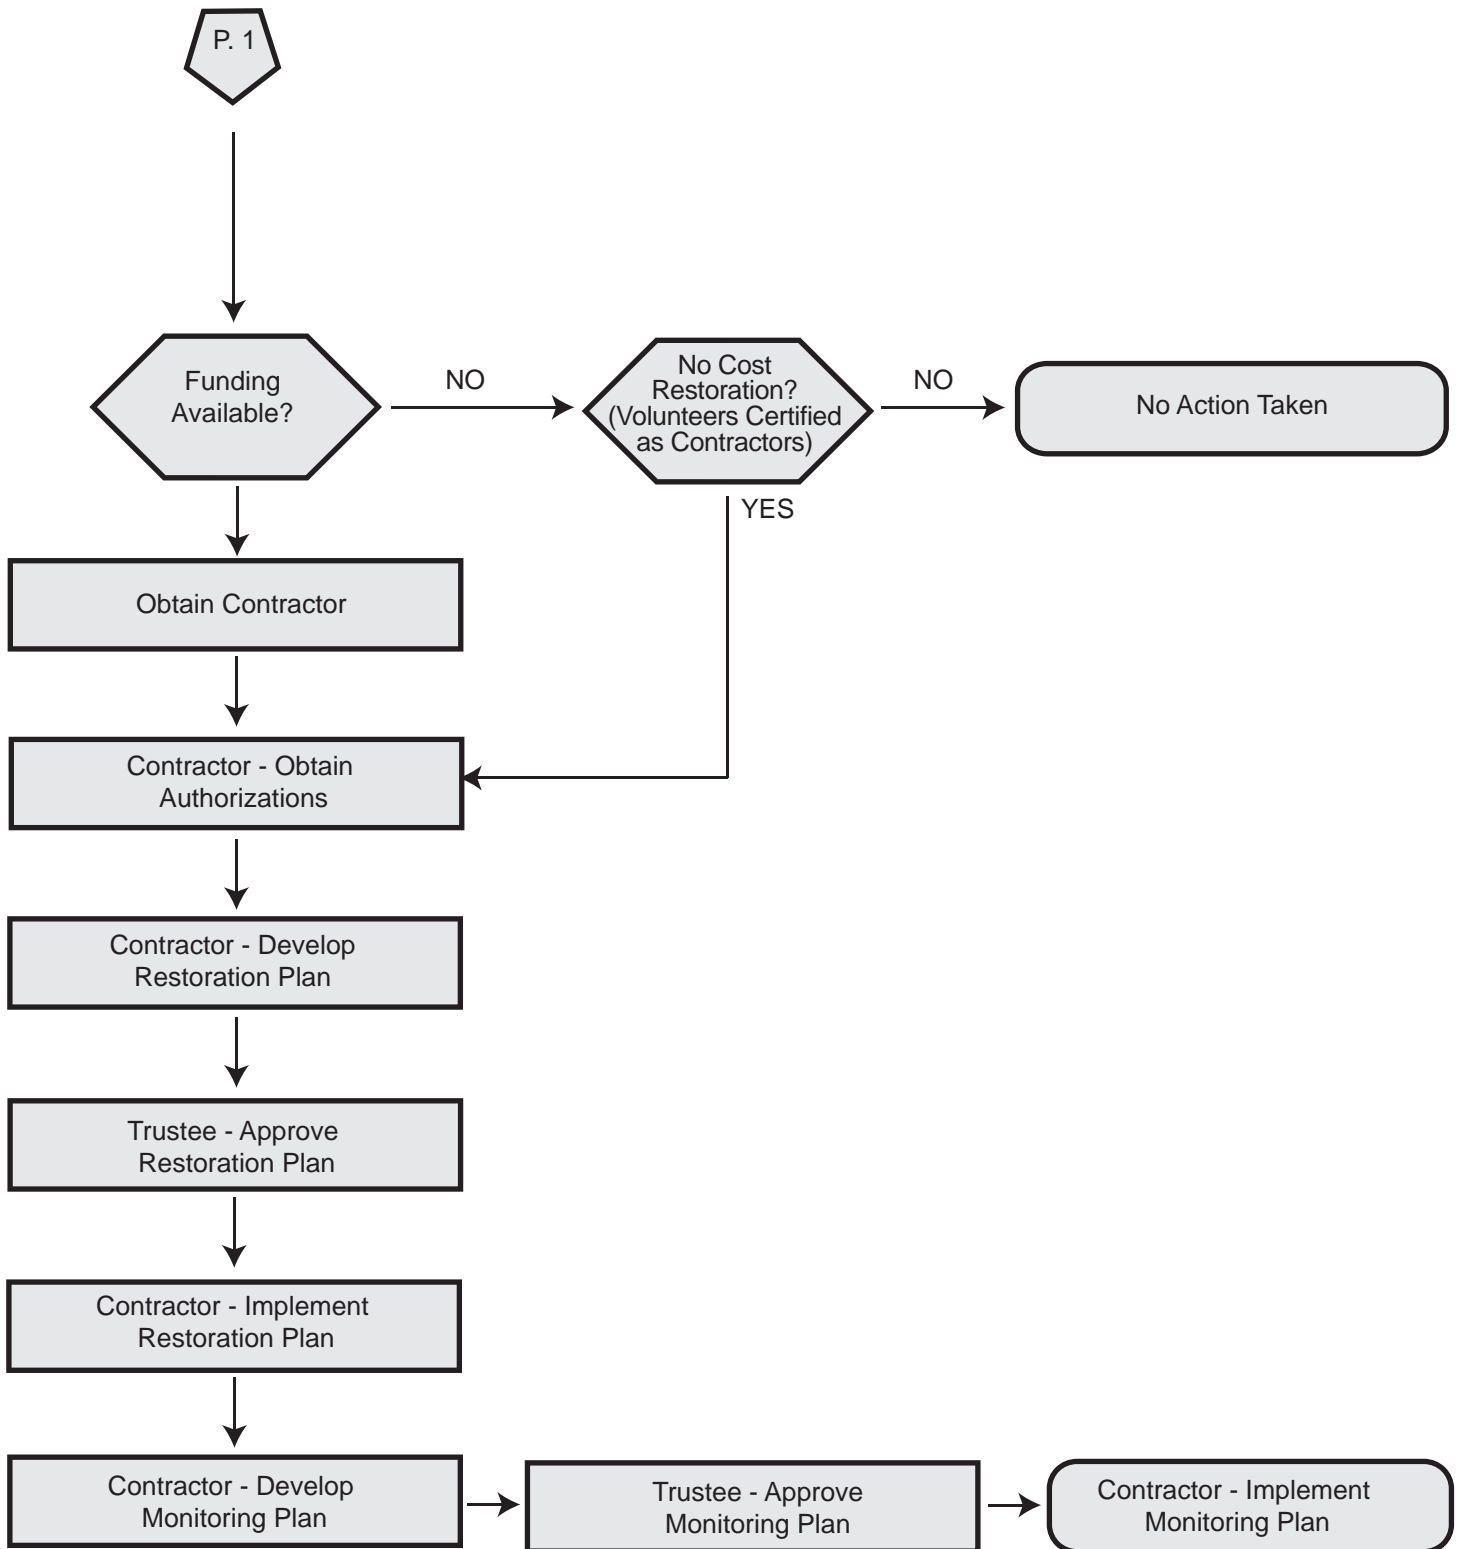 P. 1
Funding
Available?
NO
No Cost
Restoration?
(Volunteers Certified
as Contractors)
NO
No Action Taken
YES
Obtain Contractor
Contractor - Obtain
Authorizations
Contractor - Develop
Restoration Plan
Trustee - Approve
Restoration Plan
Contractor - Implement
Restoration Plan
Contractor - Develop
Monitoring Plan
Trustee - Approve
Monitoring Plan
Contractor - Implement
Monitoring Plan